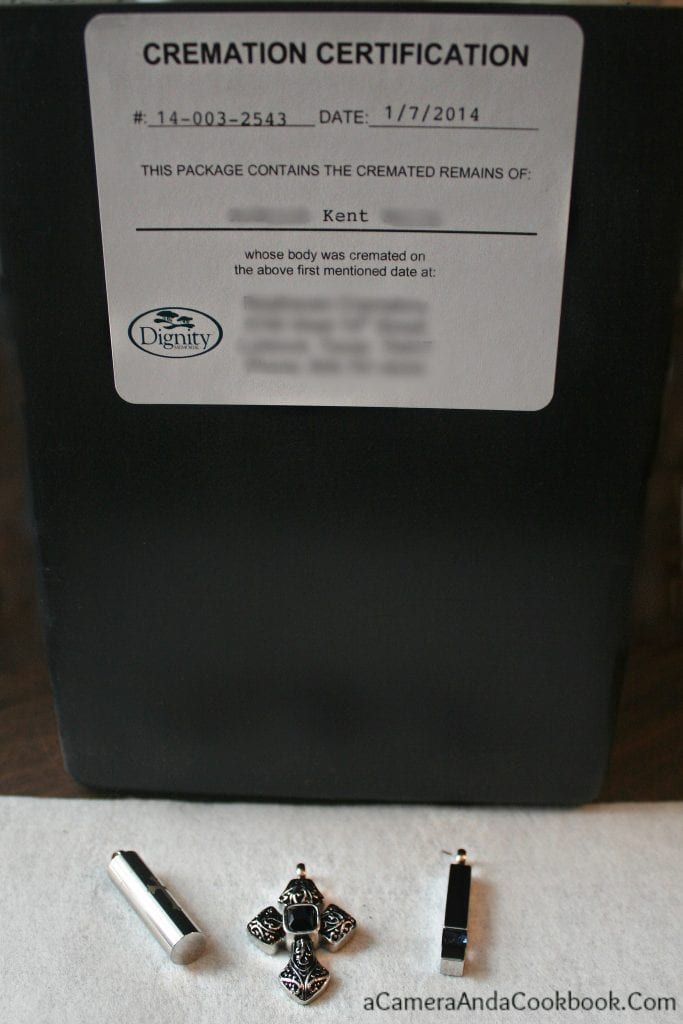 CREMATION CERTIFICATION
#: 14-003-2543 DATE: 1/7/2014
THIS PACKAGE CONTAINS THE CREMATED REMAINS OF:
Kent
whose body was cremated on
the above first mentioned date at:
Dignity
MEMORIAL
aCameraAndaCookbook.Com